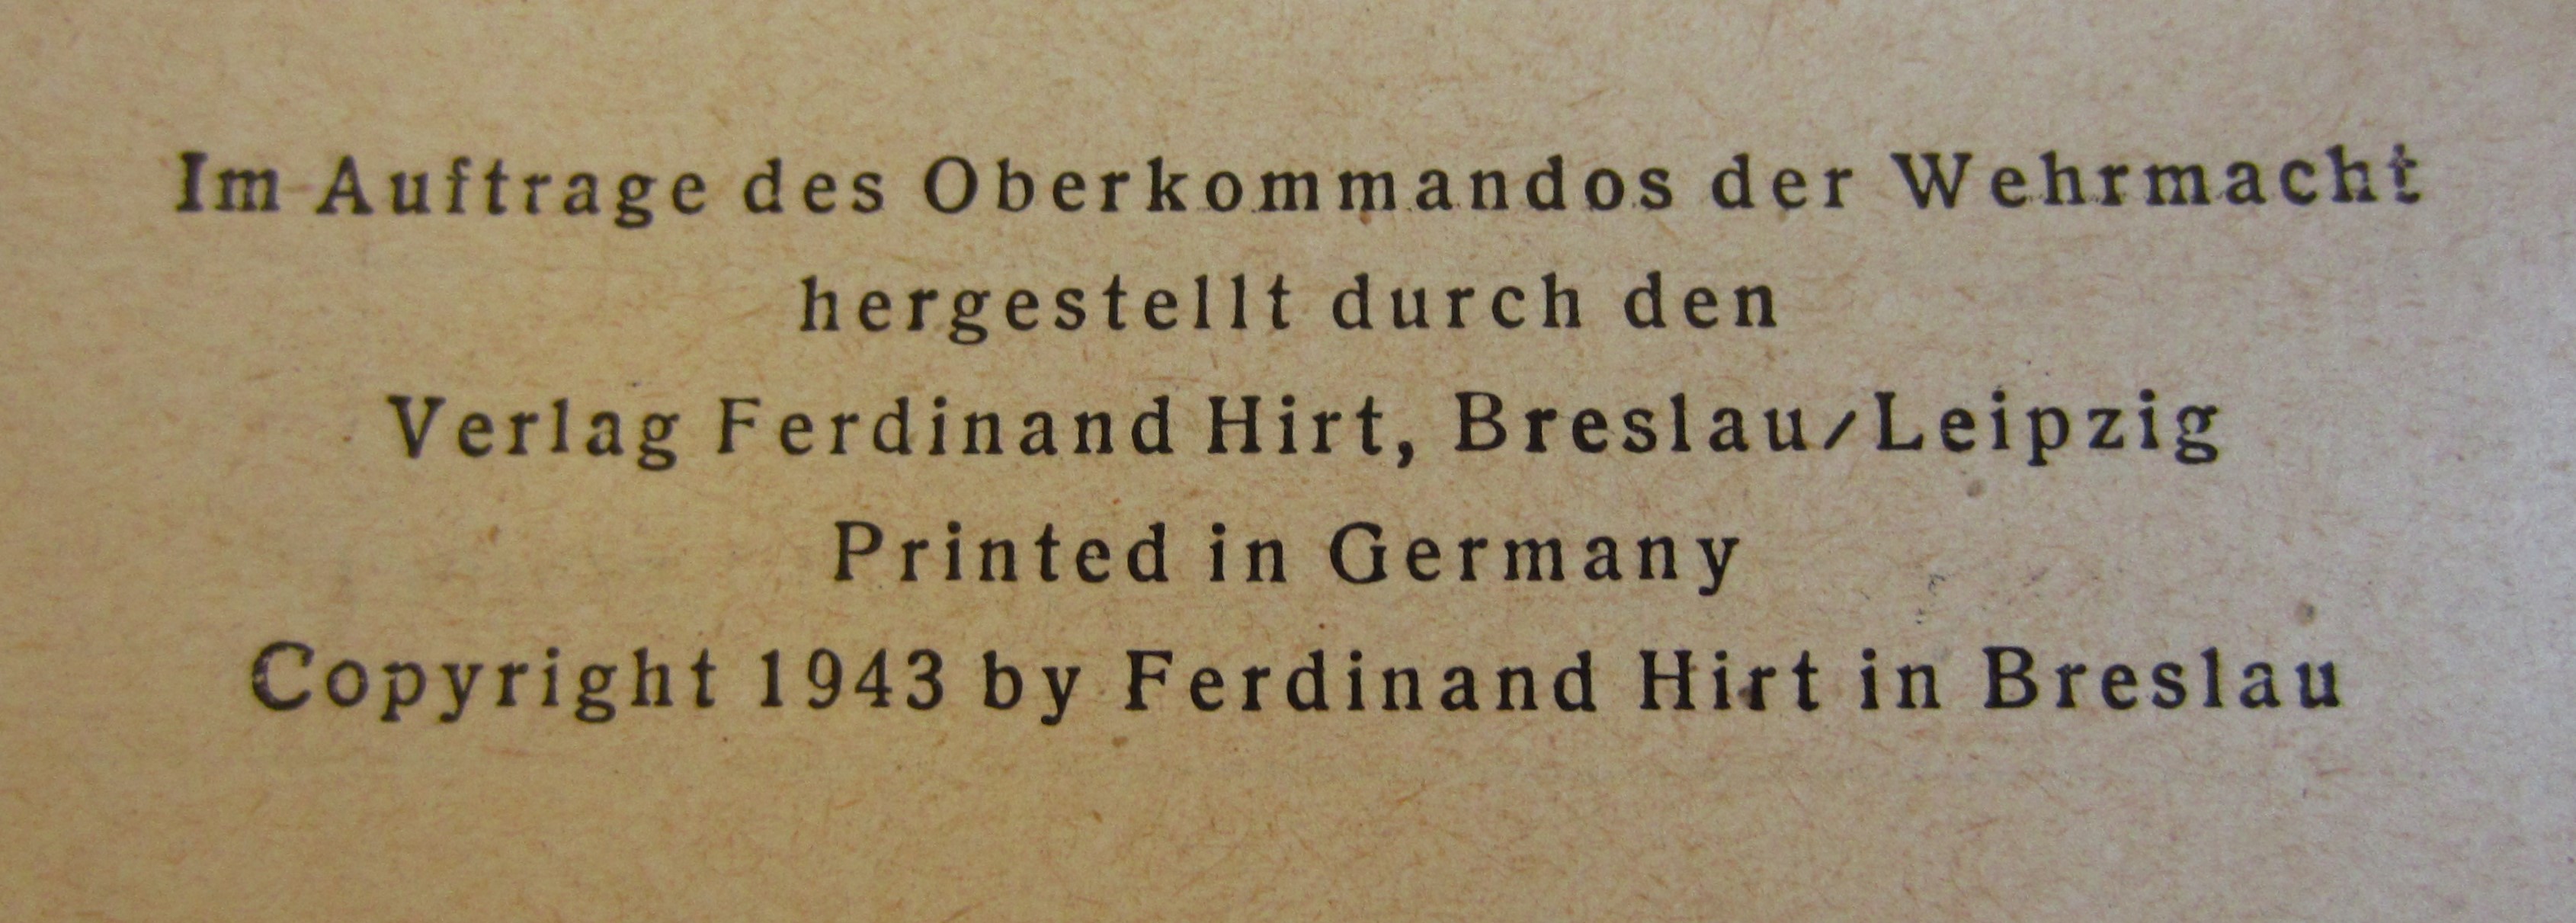 Im Auftrage des Oberkommandos der Wehrmacht
hergestellt durch den
Verlag Ferdinand Hirt, Breslau/Leipzig
Printed in Germany
Copyright 1943 by Ferdinand Hirt in Breslau